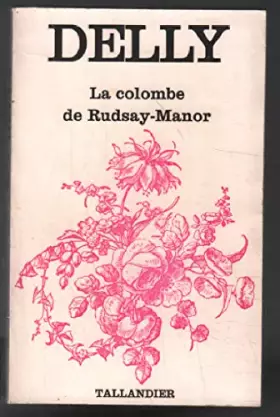 DELLY
La colombe
de Rudsay-Manor
TALLANDIER